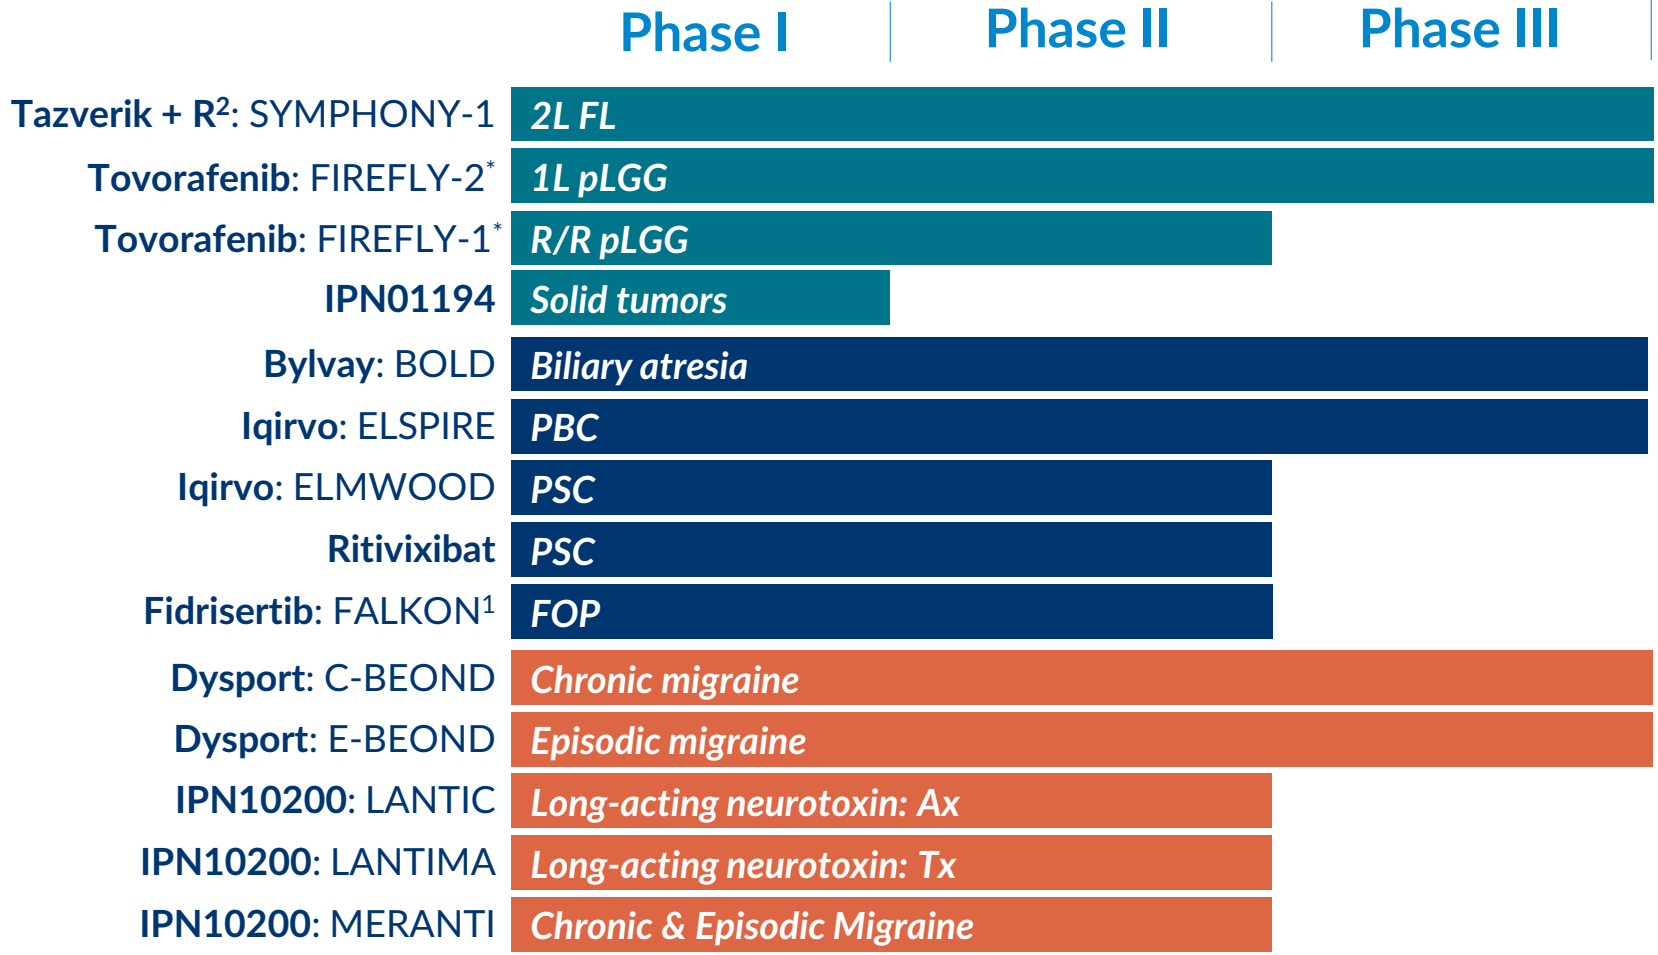 Phase I Phase II Phase III
Tazverik + R²: SYMPHONY-1 2L FL
Tovorafenib: FIREFLY-2* 1L pLGG
Tovorafenib: FIREFLY-1* R/R pLGG
IPN01194 Solid tumors
Bylvay: BOLD Biliary atresia
Iqirvo: ELSPIRE PBC
Iqirvo: ELMWOOD PSC
Ritivixibat PSC
Fidrisertib: FALKON¹ FOP
Dysport: C-BEOND Chronic migraine
Dysport: E-BEOND Episodic migraine
IPN10200: LANTIC Long-acting neurotoxin: Ax
IPN10200: LANTIMA Long-acting neurotoxin: Tx
IPN10200: MERANTI Chronic & Episodic Migraine